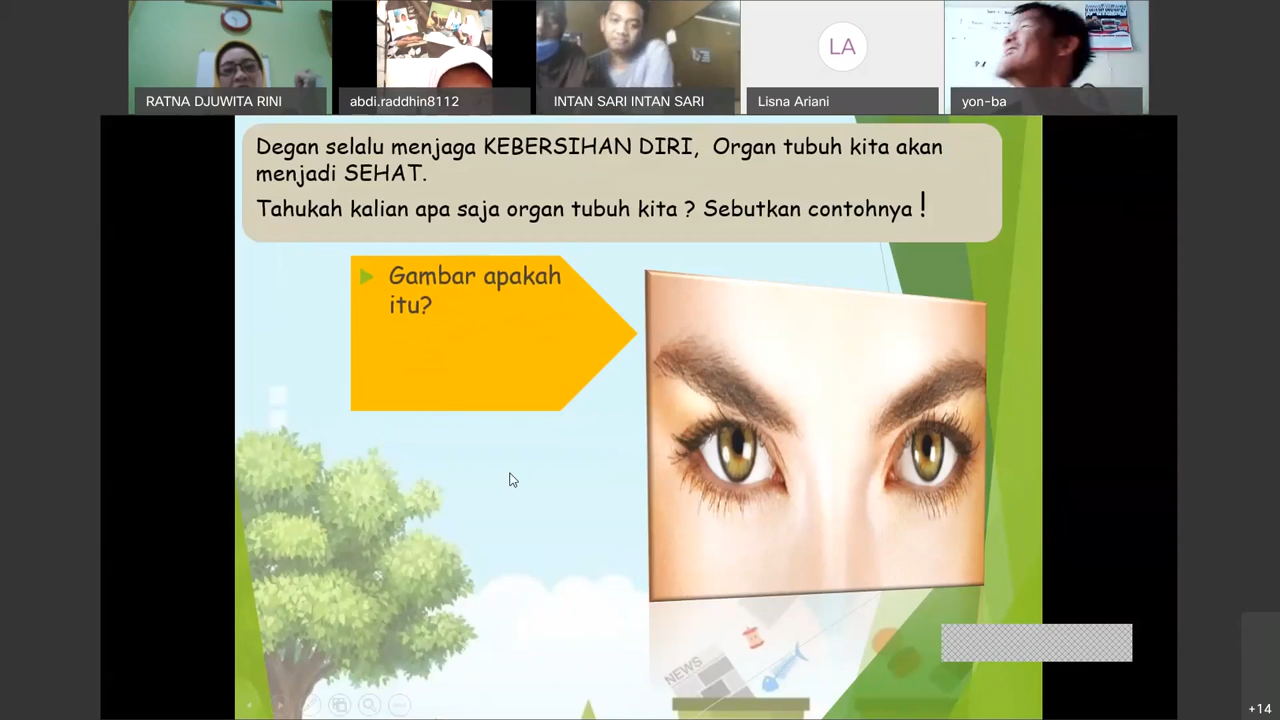 RATNA DJUWITA RINI
abdi.raddhin8112
INTAN SARI INTAN SARI
LA
Lisna Ariani
yon-ba
Degan selalu menjaga KEBERSIHAN DIRI, Organ tubuh kita akan
menjadi SEHAT.
Tahukah kalian apa saja organ tubuh kita ? Sebutkan contohnya !
Gambar apakah
itu?
NEWS
+14